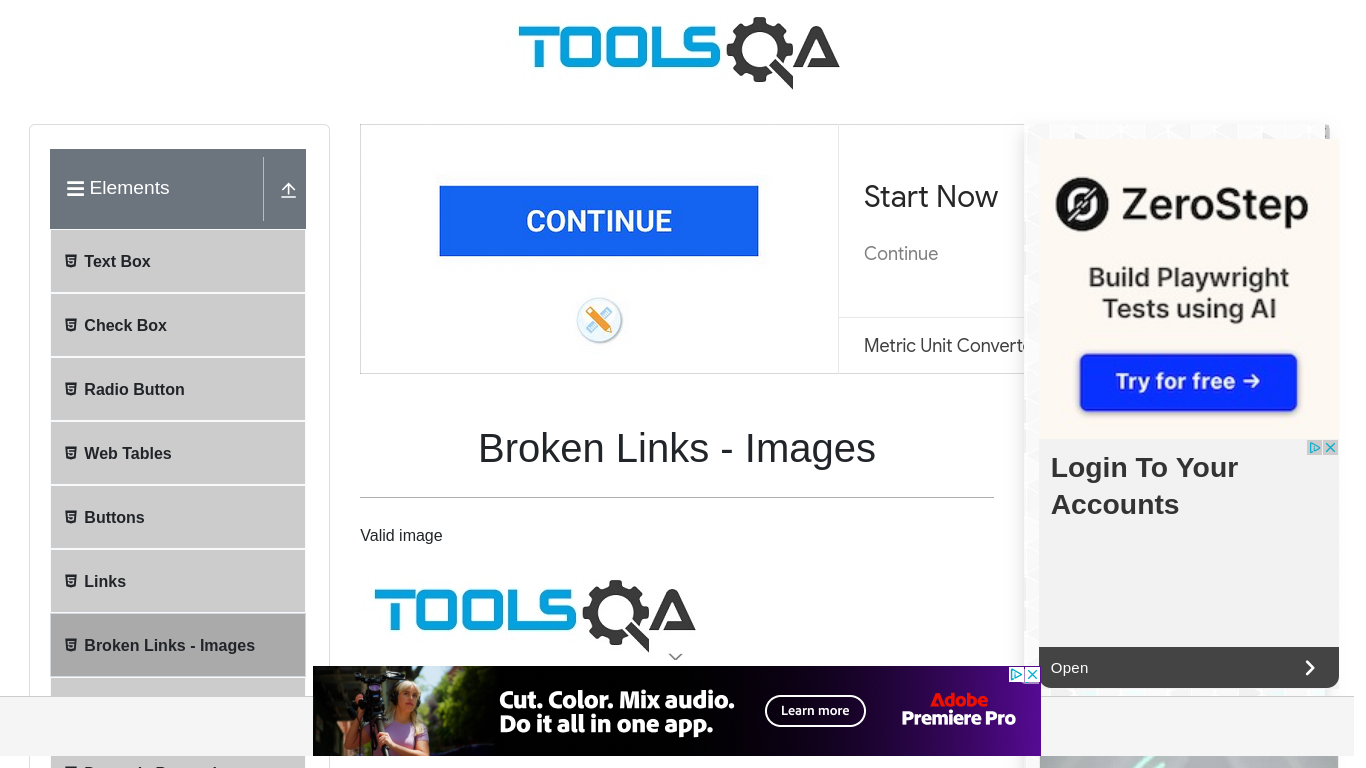 TOOLSQA
Elements
Text Box
Check Box
Radio Button
Web Tables
Buttons
Links
Broken Links - Images
CONTINUE
Start Now
Continue
Metric Unit
Broken Links - Images
Valid image
TOOLSQA
ZeroStep
Build Playwright
Tests using AI
Try for free →
Login To Your
Accounts
Open
Cut. Color. Mix audio.
Do it all in one app.
Learn more
Adobe
Premiere Pro